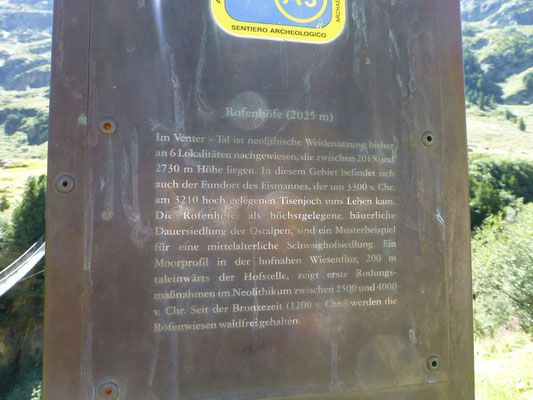 SENTIERO ARCHEOLOGICO
Rofenhöfe (2025 m)
Im Venter - Tal ist neolithische Weidenutzung bisher
an 6 Lokalitäten nachgewiesen, die zwischen 2015 und
2730 m Höhe liegen. In diesem Gebiet befindet sich
auch der Fundort des Eismannes, der um 3300 v. Chr.
am 3210 hoch gelegenen Tisenjoch ums Leben kam.
Die Rofenhöfe, als höchstgelegene bäuerliche
Dauersiedlung der Ostalpen, sind ein Musterbeispiel
für eine mittelalterliche Schwaighofsiedlung. Ein
Moorprofil in der hofnahen Wiesenflur, 200 m
taleinwärts der Hofstelle, zeigt erste Rodungs-
maßnahmen im Neolithikum zwischen 2500 und 4000
v. Chr. Seit der Bronzezeit (1200 v. Chr.) werden die
Rofenwiesen waldfrei gehalten.